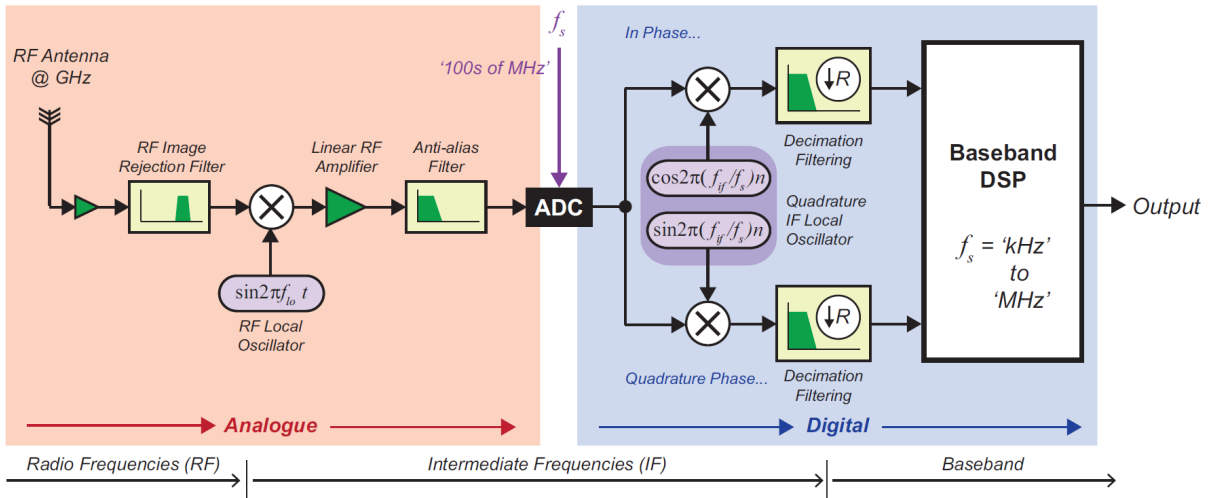 RF Antenna
@ GHz
RF Image
Rejection Filter
sin2πf_lo t
RF Local
Oscillator
Linear RF
Amplifier
Anti-alias
Filter
f_s
‘100s of MHz’
ADC
In Phase...
↓R
Decimation
Filtering
cos2π(f_if/f_s)n
sin2π(f_if/f_s)n
Quadrature
IF Local
Oscillator
↓R
Decimation
Filtering
Quadrature Phase...
Baseband
DSP
f_s = ‘kHz’
to
‘MHz’
Output
Analogue
Digital
Radio Frequencies (RF)
Intermediate Frequencies (IF)
Baseband